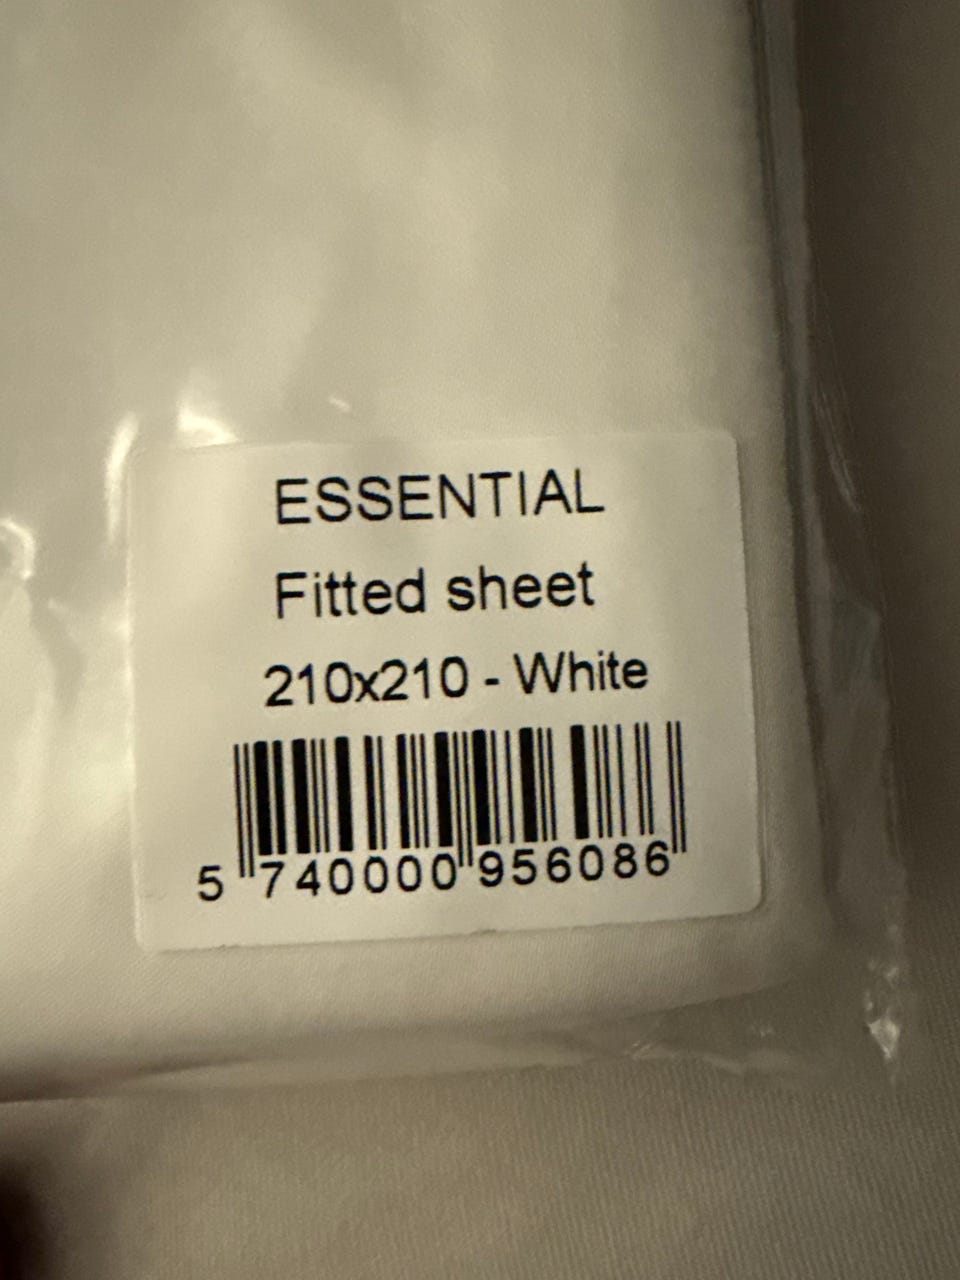 ESSENTIAL
Fitted sheet
210x210 - White
5 740000 956086